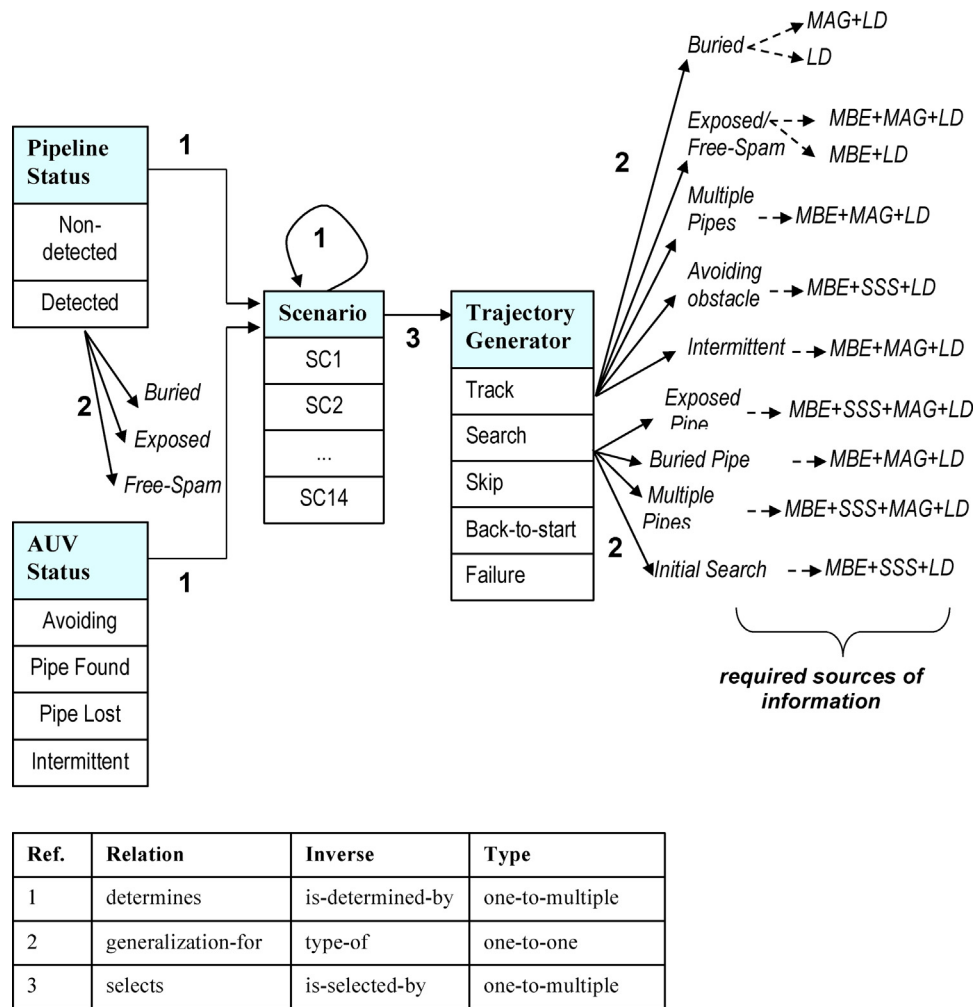 Pipeline
Status
Non-
detected
Detected
1
2
Buried
Exposed
Free-Spam
AUV
Status
Avoiding
Pipe Found
Pipe Lost
Intermittent
1
1
Scenario
SC1
SC2
...
SC14
3
Trajectory
Generator
Track
Search
Skip
Back-to-start
Failure
2
Buried
MAG+LD
LD
Exposed/
Free-Spam
MBE+MAG+LD
MBE+LD
Multiple
Pipes
MBE+MAG+LD
Avoiding
obstacle
MBE+SSS+LD
Intermittent
MBE+MAG+LD
Exposed
Pipe
MBE+SSS+MAG+LD
Buried Pipe
MBE+MAG+LD
Multiple
Pipes
MBE+SSS+MAG+LD
2
Initial Search
MBE+SSS+LD
required sources of
information
Ref. Relation Inverse Type
1 determines is-determined-by one-to-multiple
2 generalization-for type-of one-to-one
3 selects is-selected-by one-to-multiple